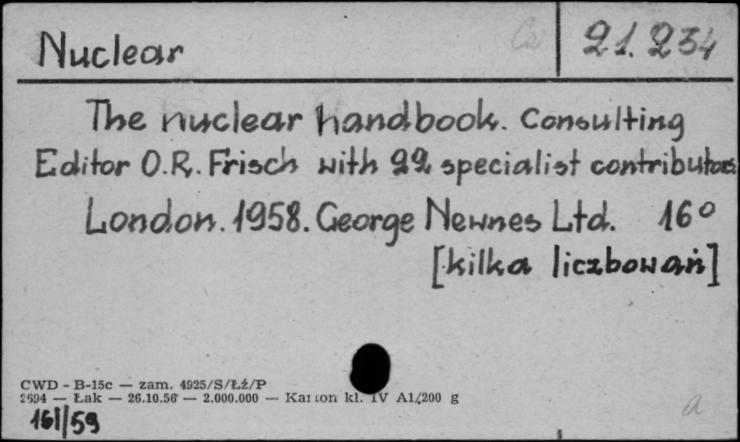 Nuclear
Ca 21.234
The nuclear handbook. Consulting
Editor O.R. Frisch with 22 specialist contributors
London. 1958. George Newnes Ltd. 16°
[kilka liczbowań]
CWD - B-15c — zam. 4925/S/Łź/P
2694 — Łak — 26.10.56 — 2.000.000 — Karton kl. IV A1/200 g
161/59
a